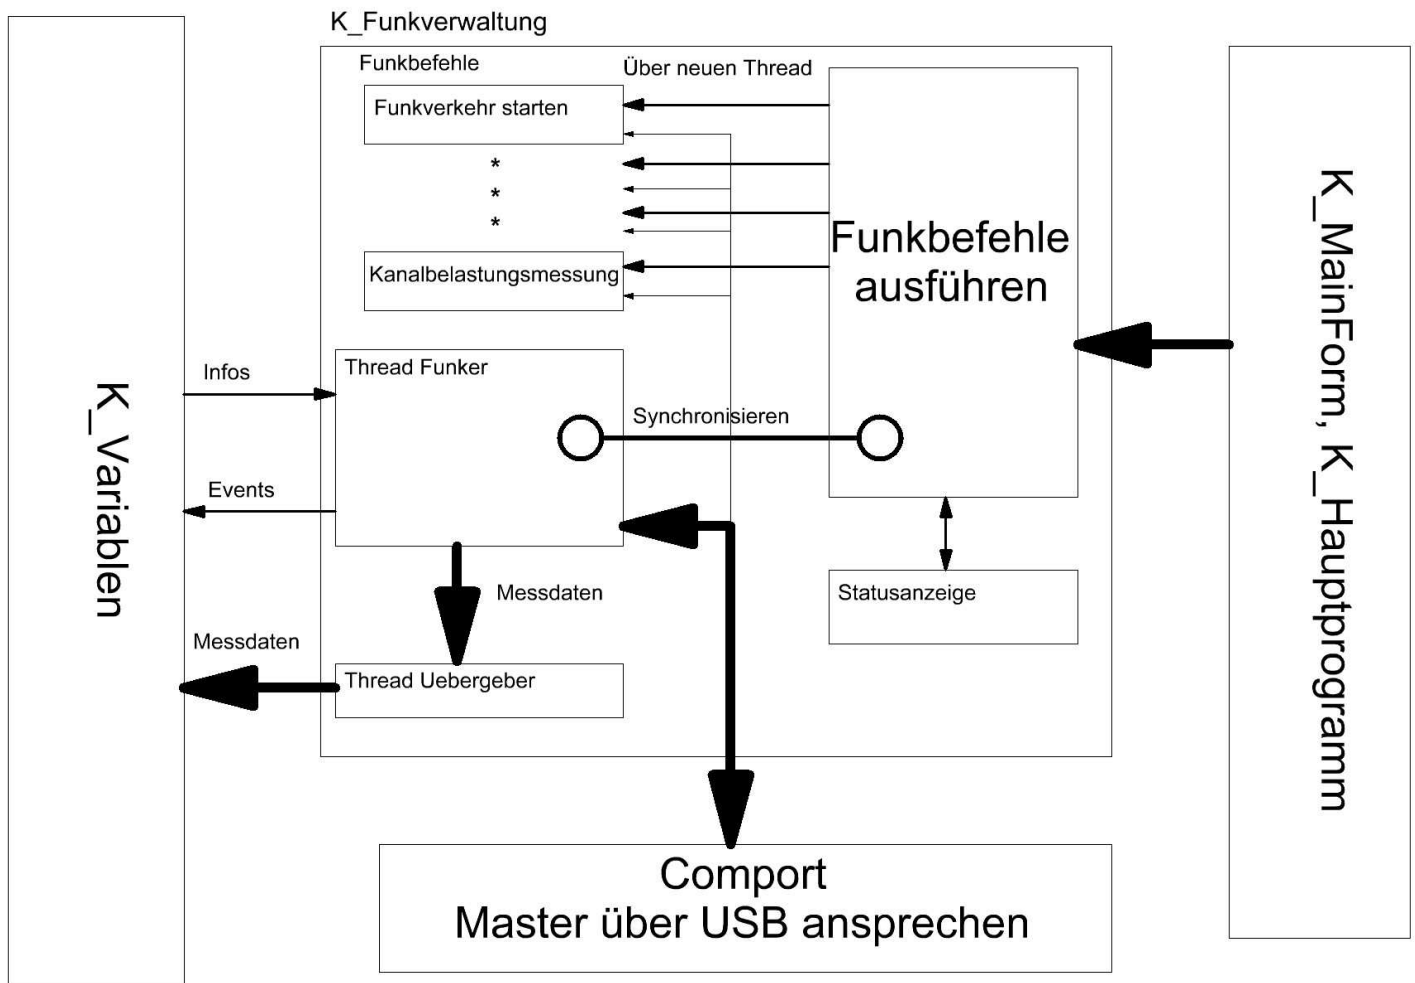 K_Funkverwaltung
Funkbefehle
Über neuen Thread
Funkverkehr starten
*
*
*
Kanalbelastungsmessung
Funkbefehle
ausführen
K_MainForm, K_Hauptprogramm
K_Variablen
Infos
Thread Funker
Synchronisieren
Events
Messdaten
Statusanzeige
Messdaten
Thread Uebergeber
Comport
Master über USB ansprechen